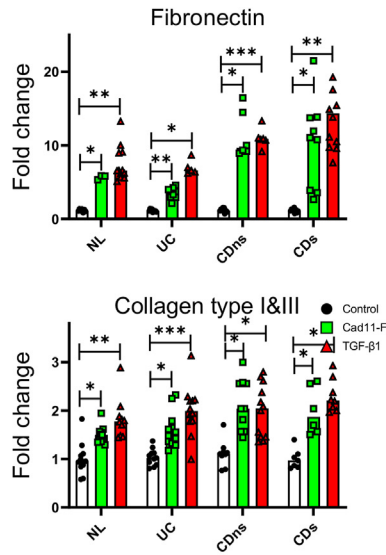 Fibronectin
Fold change
20
10
0
**
*
*
**
***
*
**
*
NL
UC
CDns
CDs
Collagen type I&III
Control
Cad11-F
TGF-β1
Fold change
3
2
1
0
**
*
***
*
*
*
*
*
NL
UC
CDns
CDs